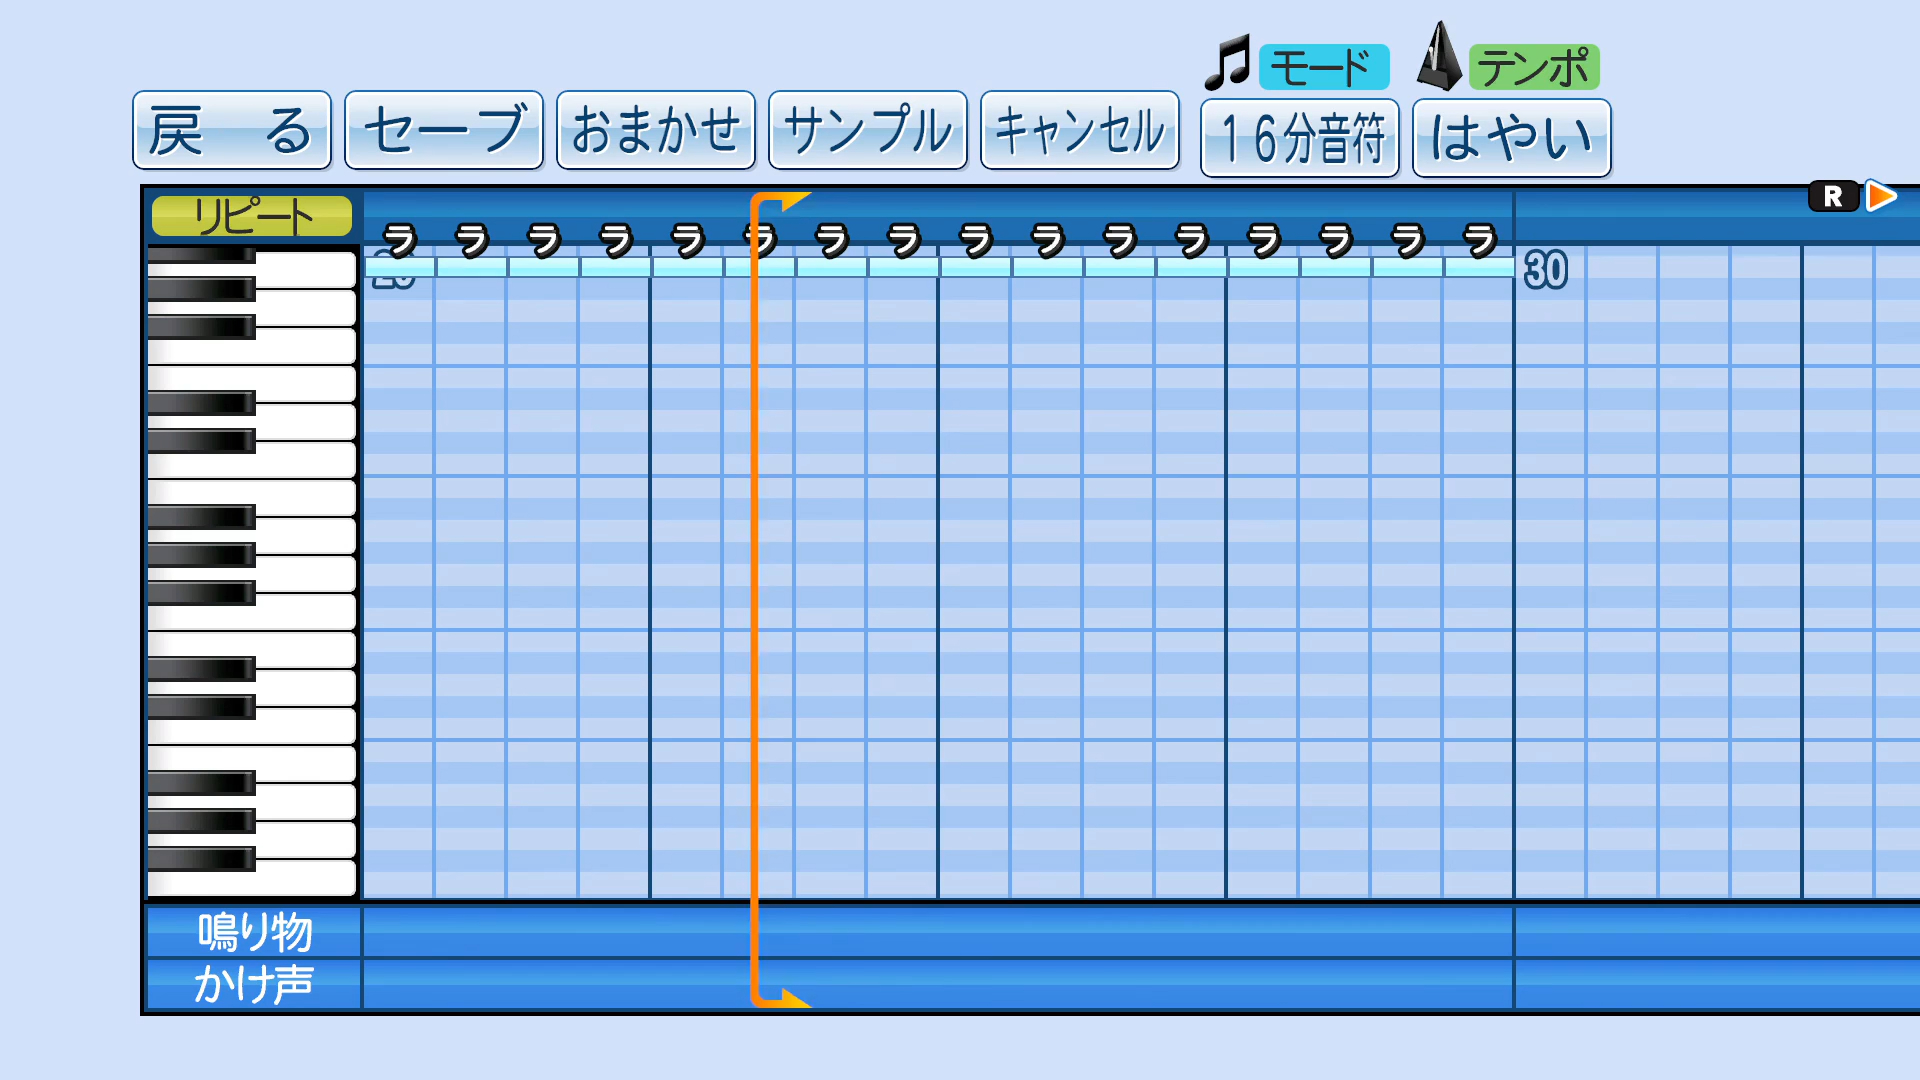 モード テンポ
戻る セーブ おまかせ サンプル キャンセル 16分音符 はやい
リピート R
ラ ラ ラ ラ ラ ラ ラ ラ ラ ラ ラ ラ ラ ラ ラ ラ
30
鳴り物
かけ声